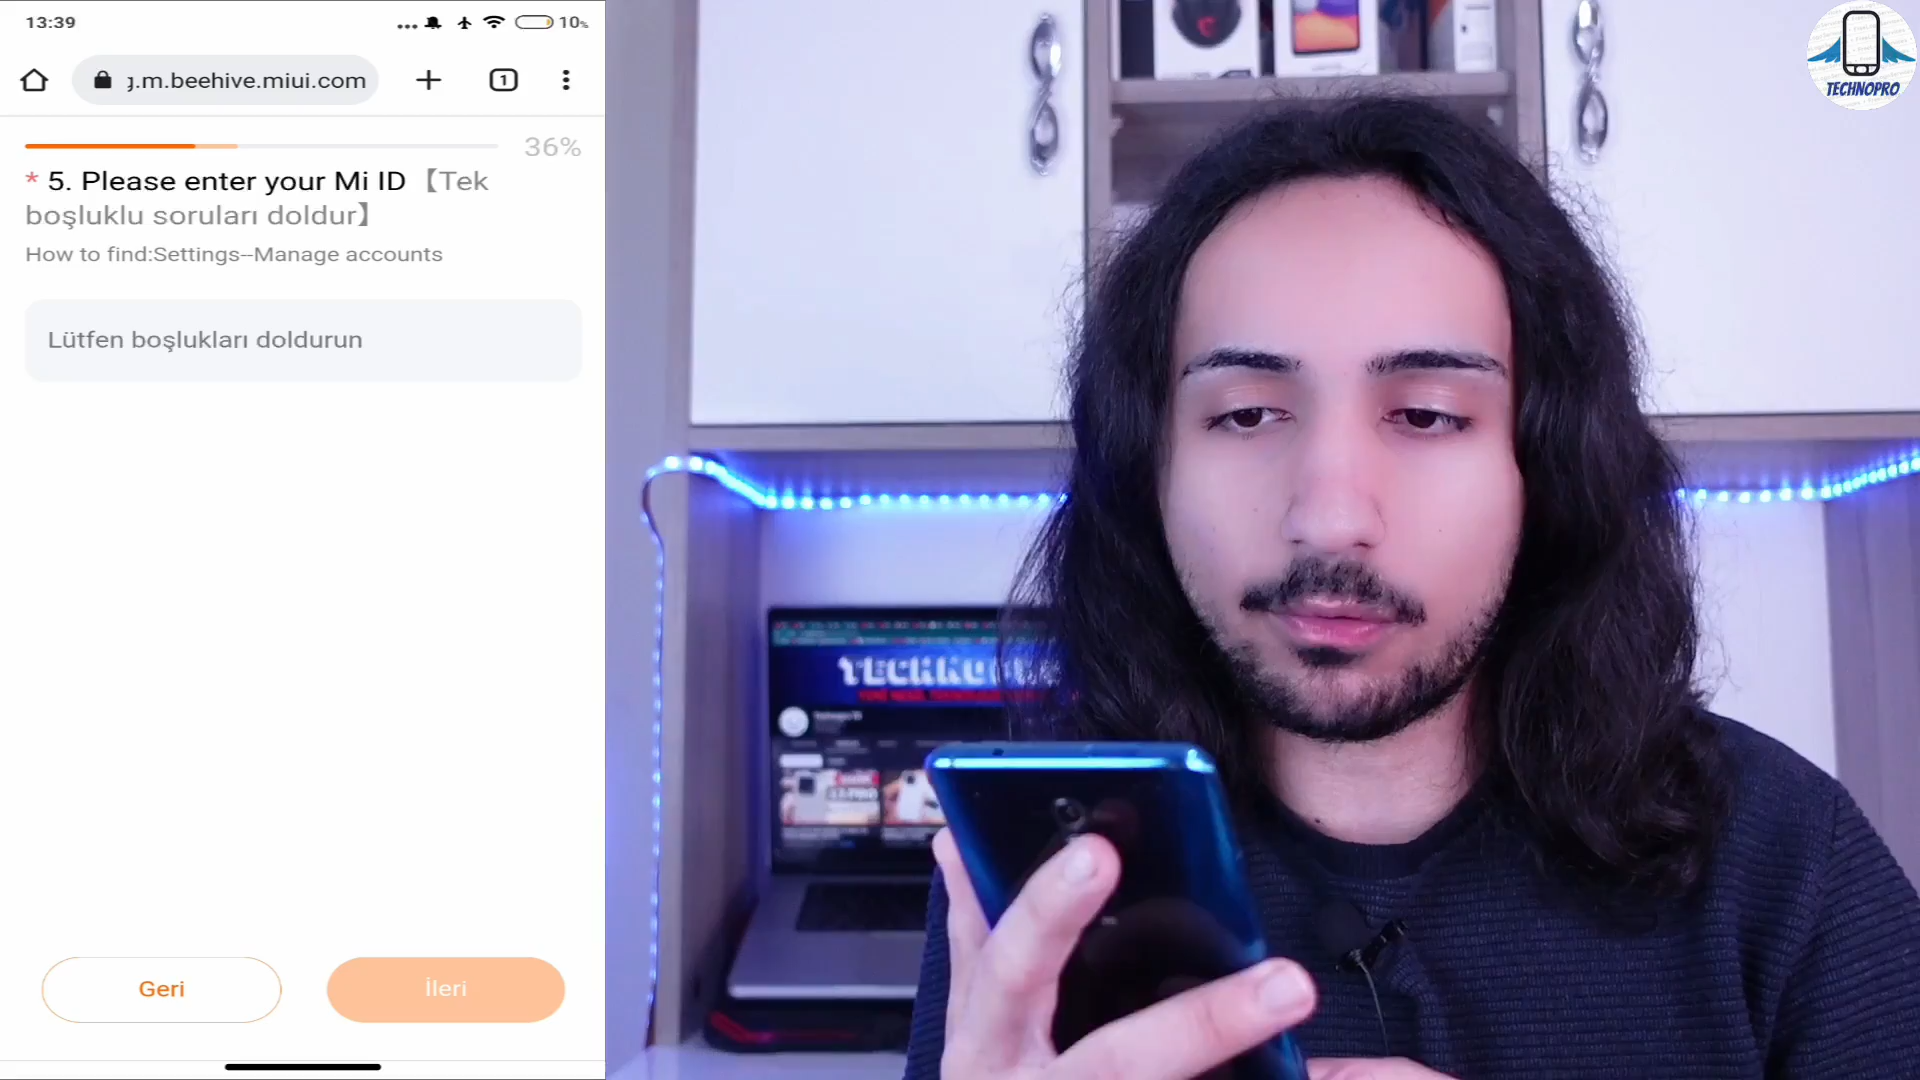 13:39
10%
g.m.beehive.miui.com
1
36%
* 5. Please enter your Mi ID【Tek
boşluklu soruları doldur】
How to find:Settings--Manage accounts
Lütfen boşlukları doldurun
Geri
İleri
TECHNOPRO